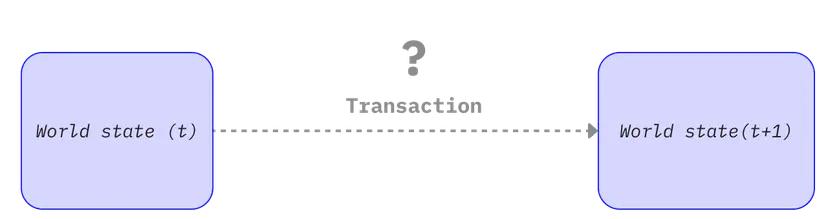 ?
Transaction
World state (t)
World state(t+1)